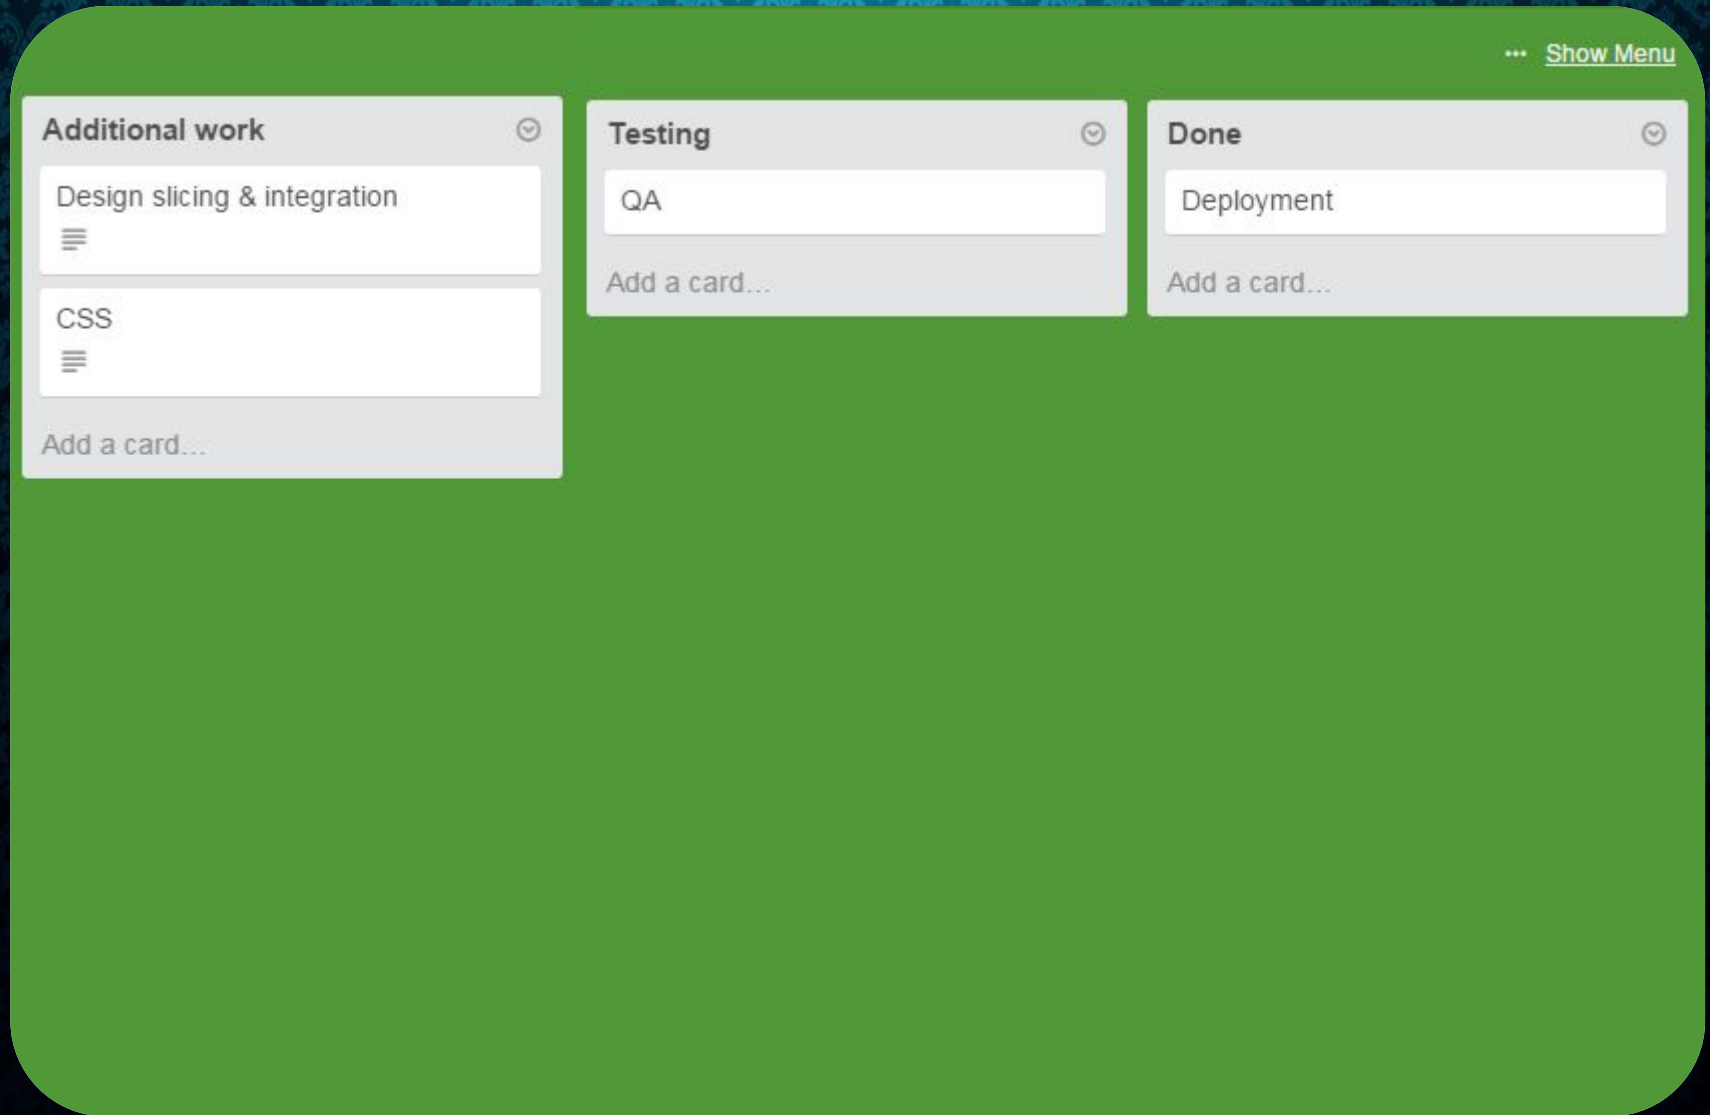 ... Show Menu
Additional work
Design slicing & integration
CSS
Add a card...
Testing
QA
Add a card...
Done
Deployment
Add a card...